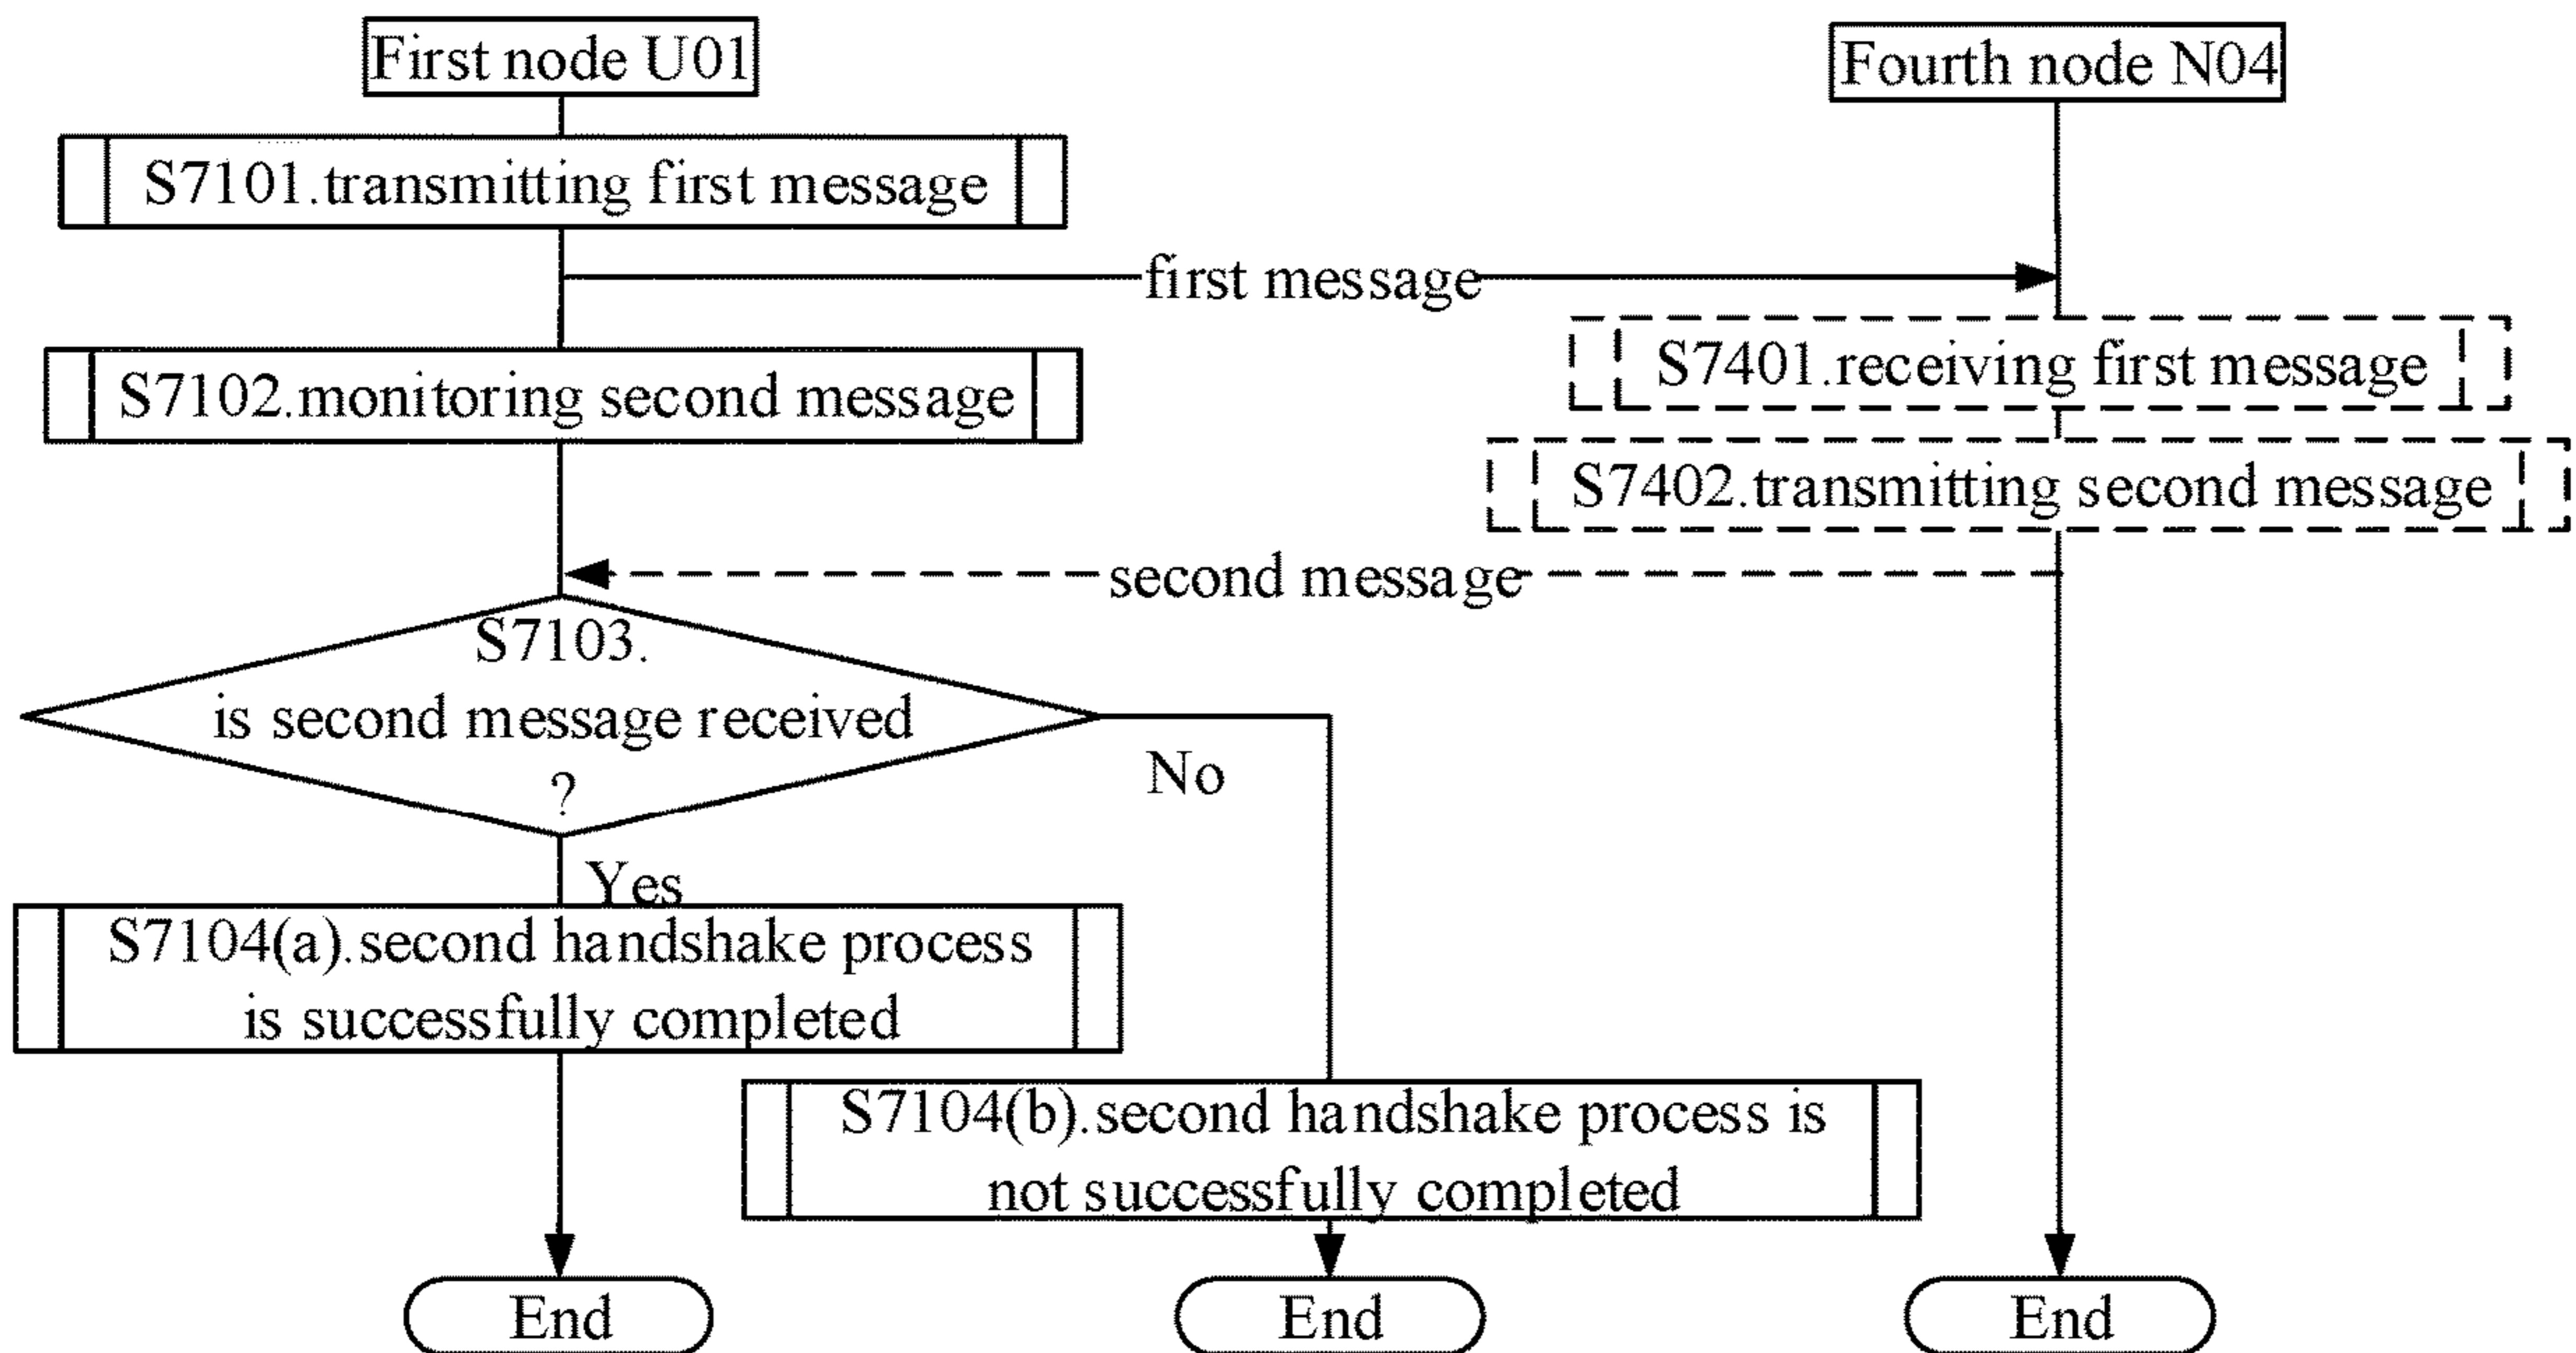 First node U01
Fourth node N04
S7101.transmitting first message
first message
S7401.receiving first message
S7102.monitoring second message
S7402.transmitting second message
second message
S7103.
is second message received
?
No
Yes
S7104(a).second handshake process
is successfully completed
S7104(b).second handshake process is
not successfully completed
End
End
End